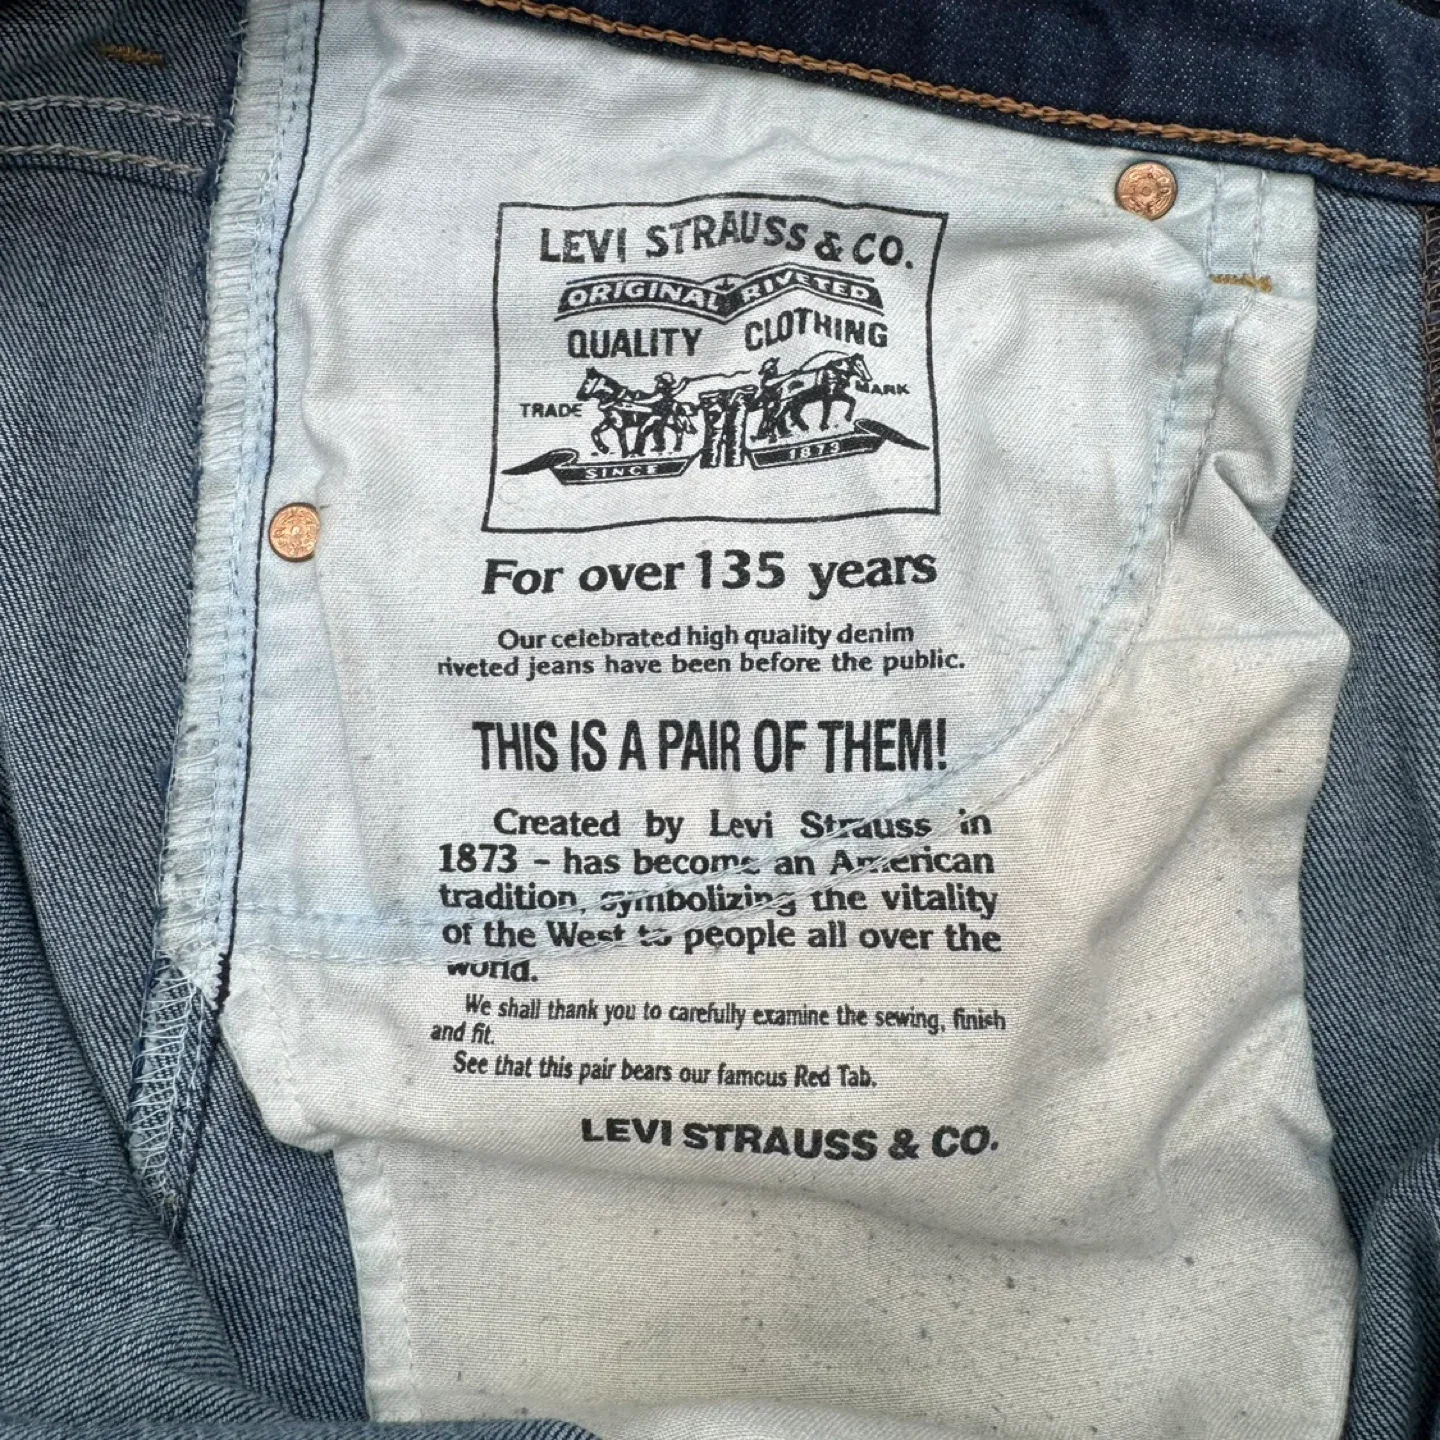 LEVI STRAUSS & CO.
ORIGINAL RIVETED
QUALITY CLOTHING
TRADE MARK
SINCE 1873
For over 135 years
Our celebrated high quality denim
riveted jeans have been before the public.
THIS IS A PAIR OF THEM!
Created by Levi Strauss in
1873 – has become an American
tradition, symbolizing the vitality
of the West to people all over the
world.
We shall thank you to carefully examine the sewing, finish
and fit.
See that this pair bears our famous Red Tab.
LEVI STRAUSS & CO.